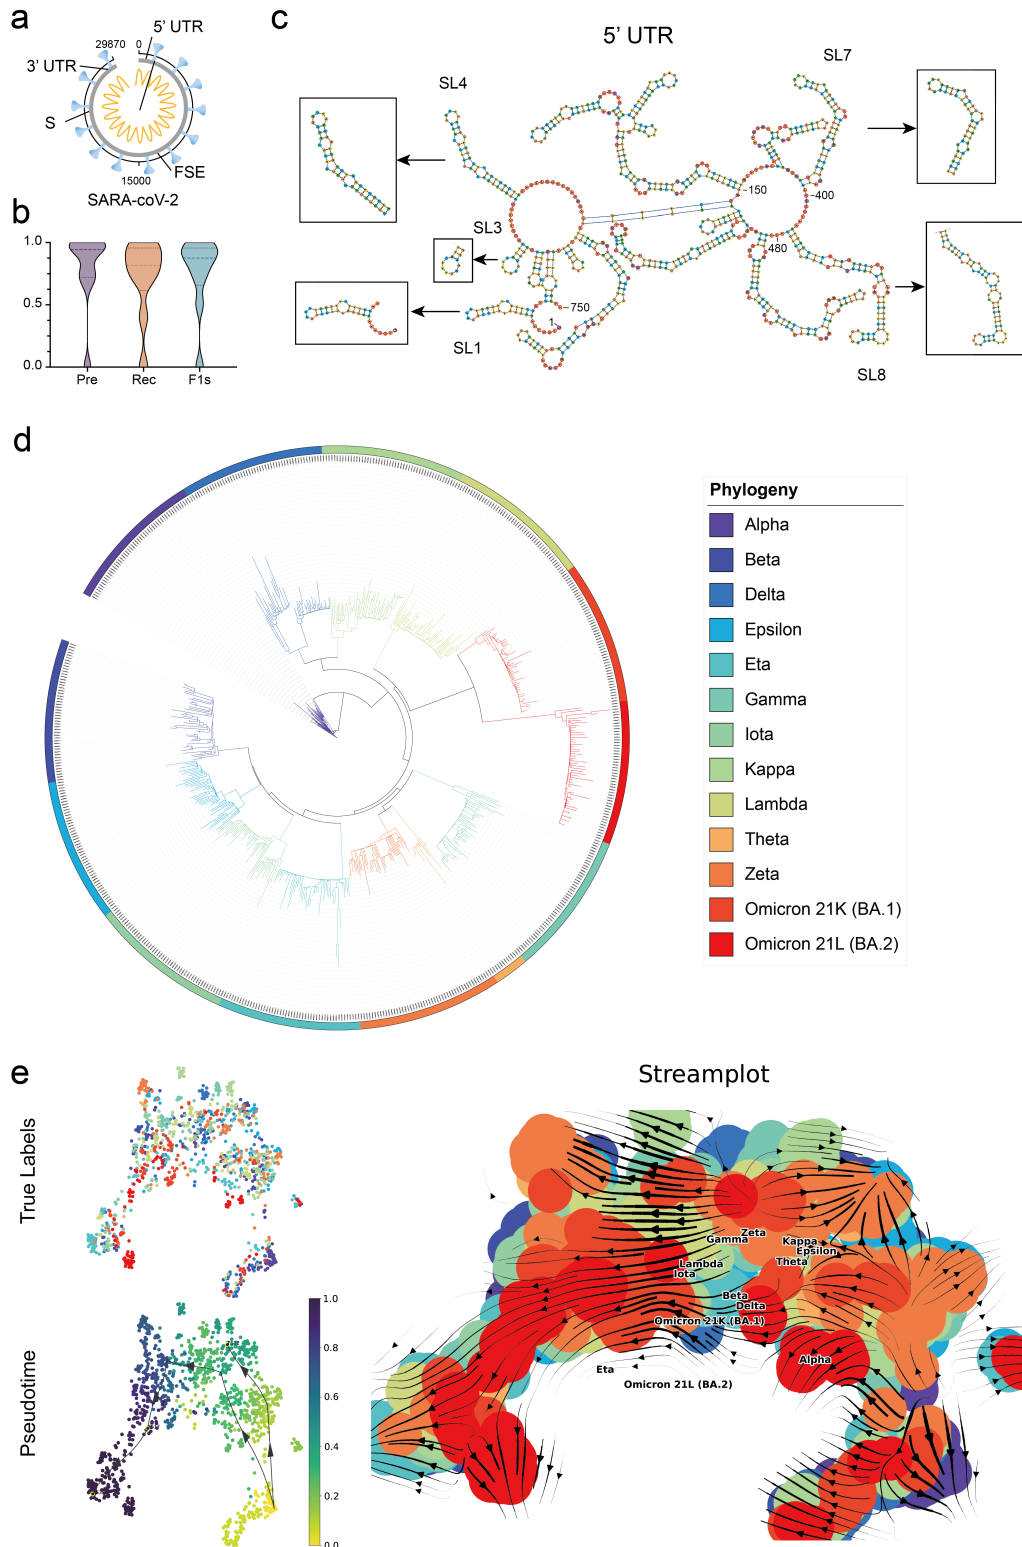 a
5' UTR
29870
0
3' UTR
S
FSE
15000
SARA-coV-2
b
1.0
0.5
0.0
Pre
Rec
F1s
c
5' UTR
SL4
SL7
SL3
SL1
SL8
150
400
480
750
1
d
Phylogeny
Alpha
Beta
Delta
Epsilon
Eta
Gamma
Iota
Kappa
Lambda
Theta
Zeta
Omicron 21K (BA.1)
Omicron 21L (BA.2)
e
True Labels
Pseudotime
1.0
0.8
0.6
0.4
0.2
0.0
Streamplot
Zeta
Gamma
Kappa
Epsilon
Theta
Lambda
Iota
Beta
Delta
Omicron 21K (BA.1)
Alpha
Eta
Omicron 21L (BA.2)